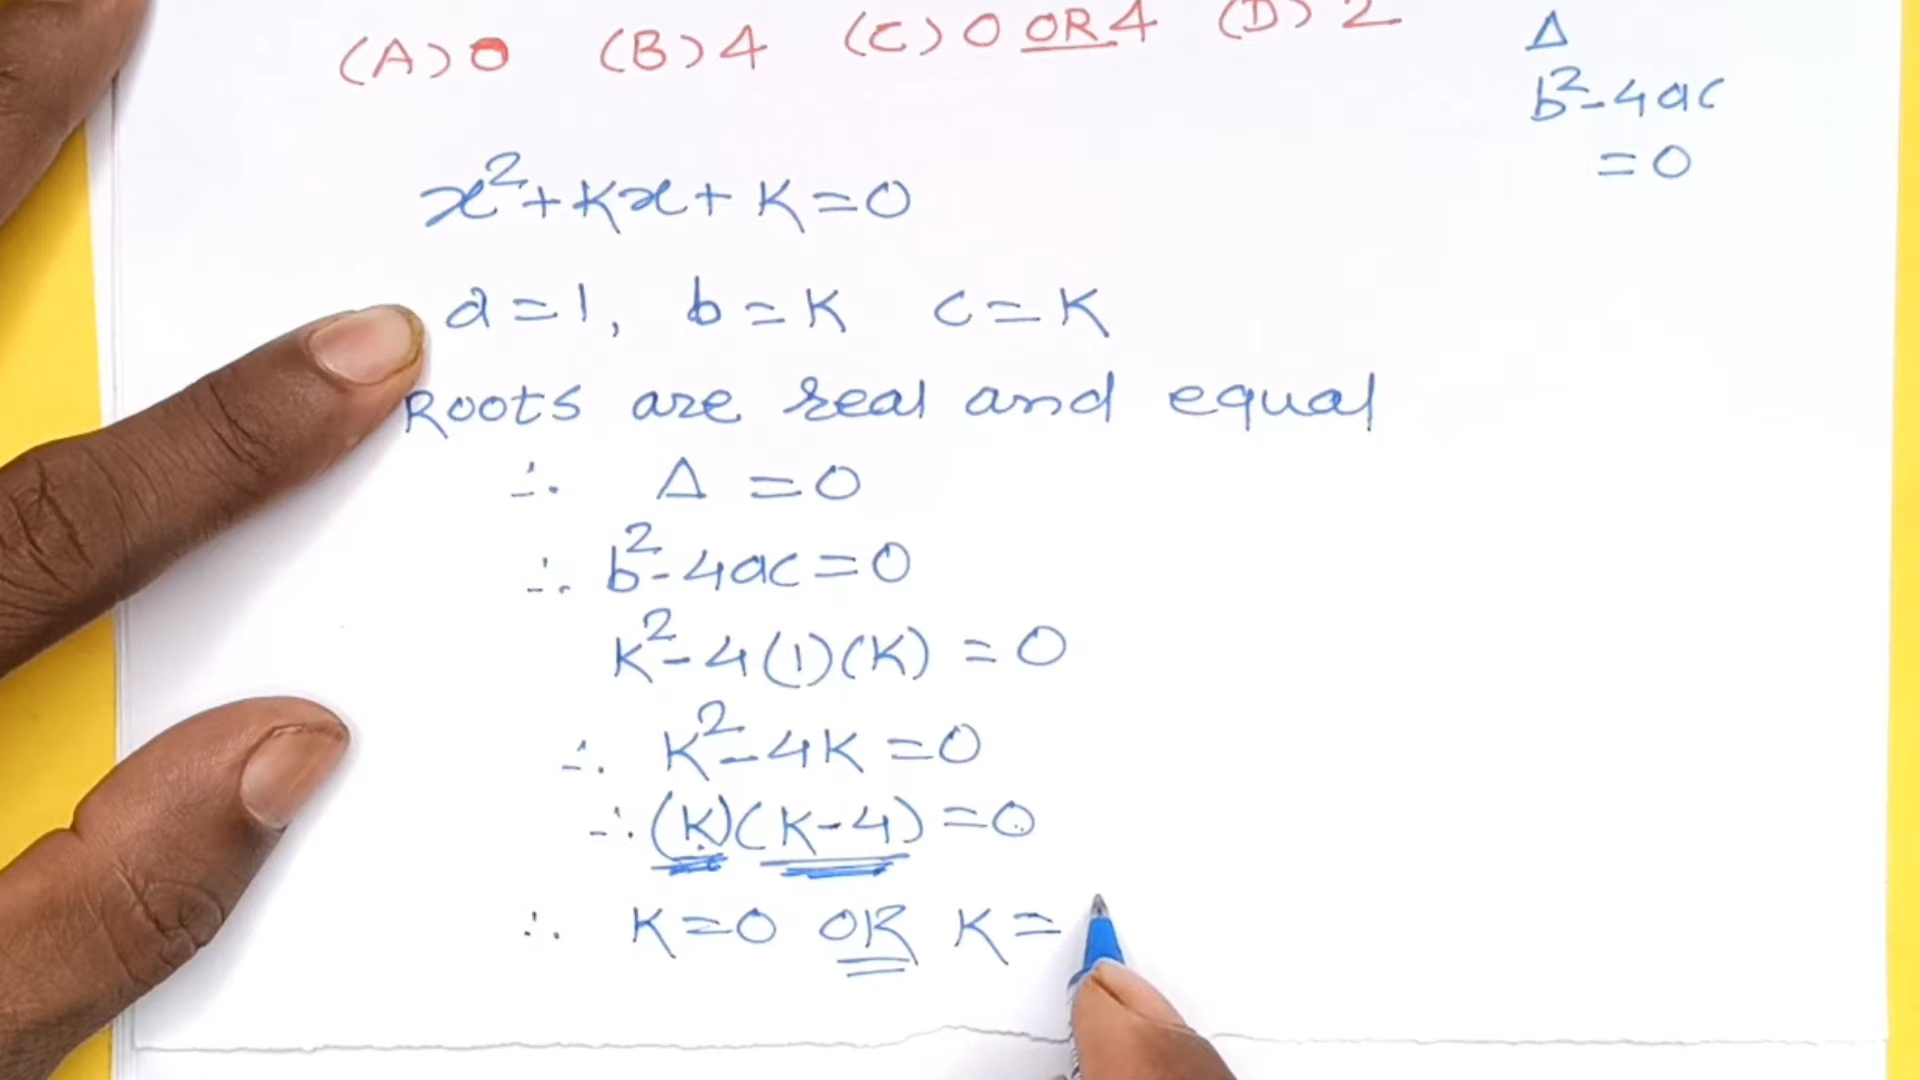 (A) 0 (B) 4 (C) 0 OR 4 (D) 2
Δ
b²-4ac
=0
x²+Kx+K=0
a=1, b=K c=K
Roots are real and equal
∴ Δ =0
∴ b²-4ac=0
K²-4(1)(K) =0
∴ K²-4K=0
∴ (K)(K-4)=0
∴ K=0 OR K=